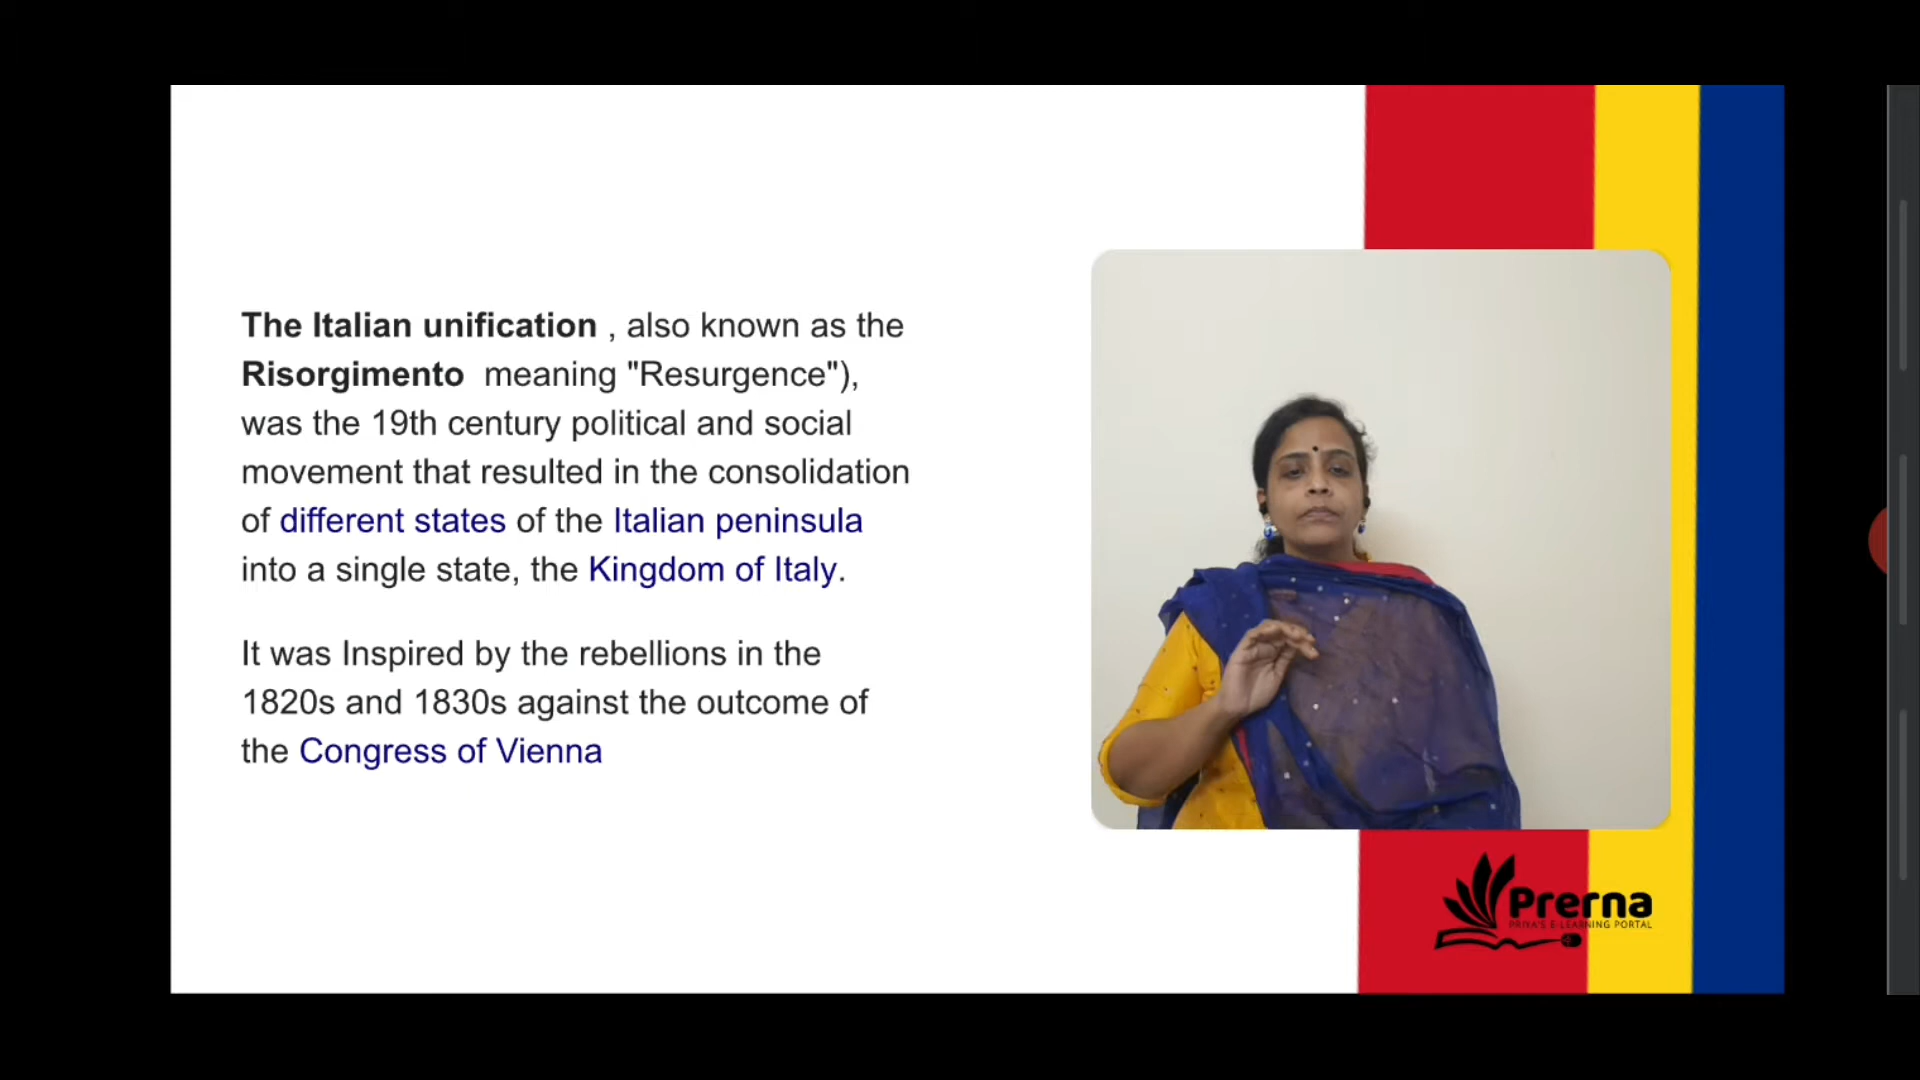 The Italian unification , also known as the
Risorgimento  meaning "Resurgence"),
was the 19th century political and social
movement that resulted in the consolidation
of different states of the Italian peninsula
into a single state, the Kingdom of Italy.
It was Inspired by the rebellions in the
1820s and 1830s against the outcome of
the Congress of Vienna
Prerna
PRIYA'S E LEARNING PORTAL